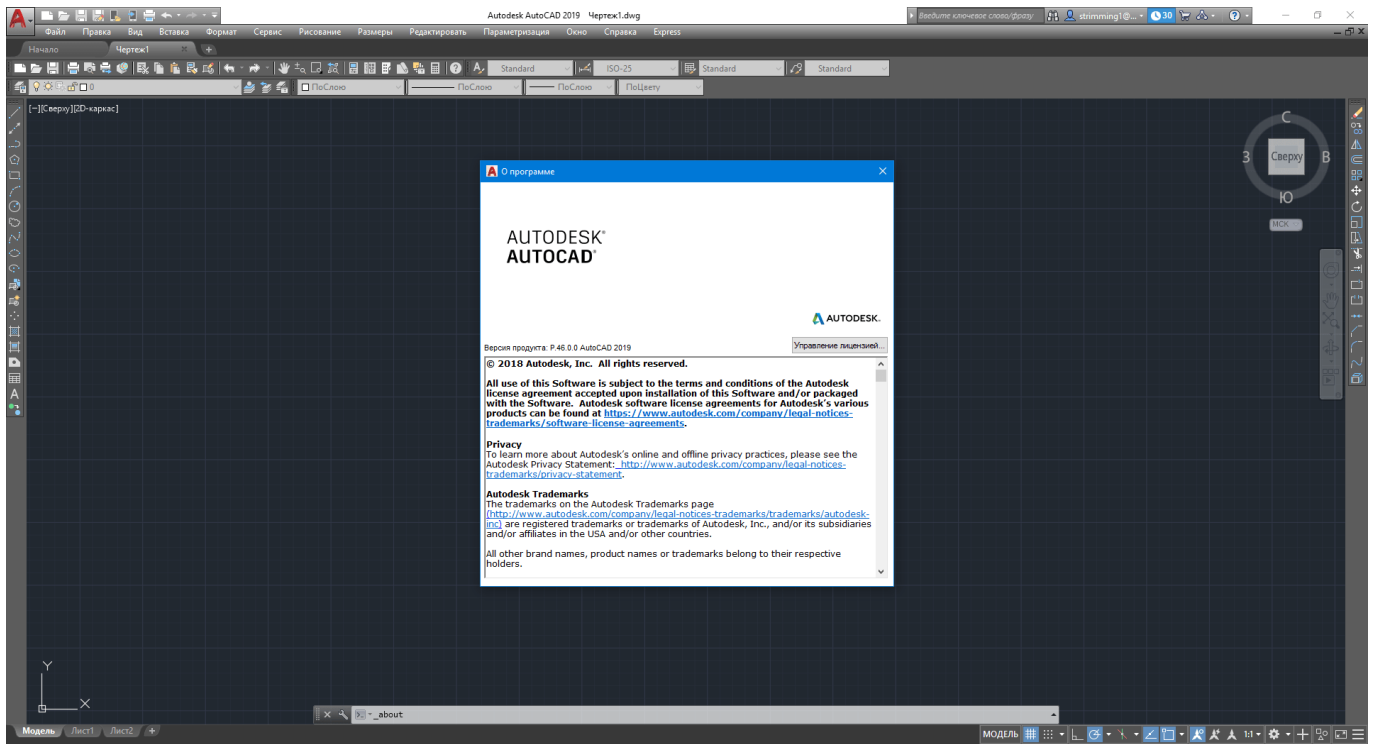 Autodesk AutoCAD 2019 Чертеж1.dwg
Введите ключевое слово/фразу
strimming1@...
30
Файл Правка Вид Вставка Формат Сервис Рисование Размеры Редактировать Параметризация Окно Справка Express
Начало Чертеж1
Standard ISO-25 Standard Standard
0 ПоСлою ПоСлою ПоСлою ПоЦвету
[−][Сверху][2D-каркас]
С
З Сверху В
Ю
МСК
О программе
AUTODESK®
AUTOCAD®
AUTODESK.
Версия продукта: P.46.0.0 AutoCAD 2019
Управление лицензией...
© 2018 Autodesk, Inc. All rights reserved.
All use of this Software is subject to the terms and conditions of the Autodesk
license agreement accepted upon installation of this Software and/or packaged
with the Software. Autodesk software license agreements for Autodesk's various
products can be found at https://www.autodesk.com/company/legal-notices-
trademarks/software-license-agreements.
Privacy
To learn more about Autodesk's online and offline privacy practices, please see the
Autodesk Privacy Statement: http://www.autodesk.com/company/legal-notices-
trademarks/privacy-statement.
Autodesk Trademarks
The trademarks on the Autodesk Trademarks page
(http://www.autodesk.com/company/legal-notices-trademarks/trademarks/autodesk-
inc) are registered trademarks or trademarks of Autodesk, Inc., and/or its subsidiaries
and/or affiliates in the USA and/or other countries.
All other brand names, product names or trademarks belong to their respective
holders.
Y
X
_about
Модель Лист1 Лист2 +
МОДЕЛЬ
1:1